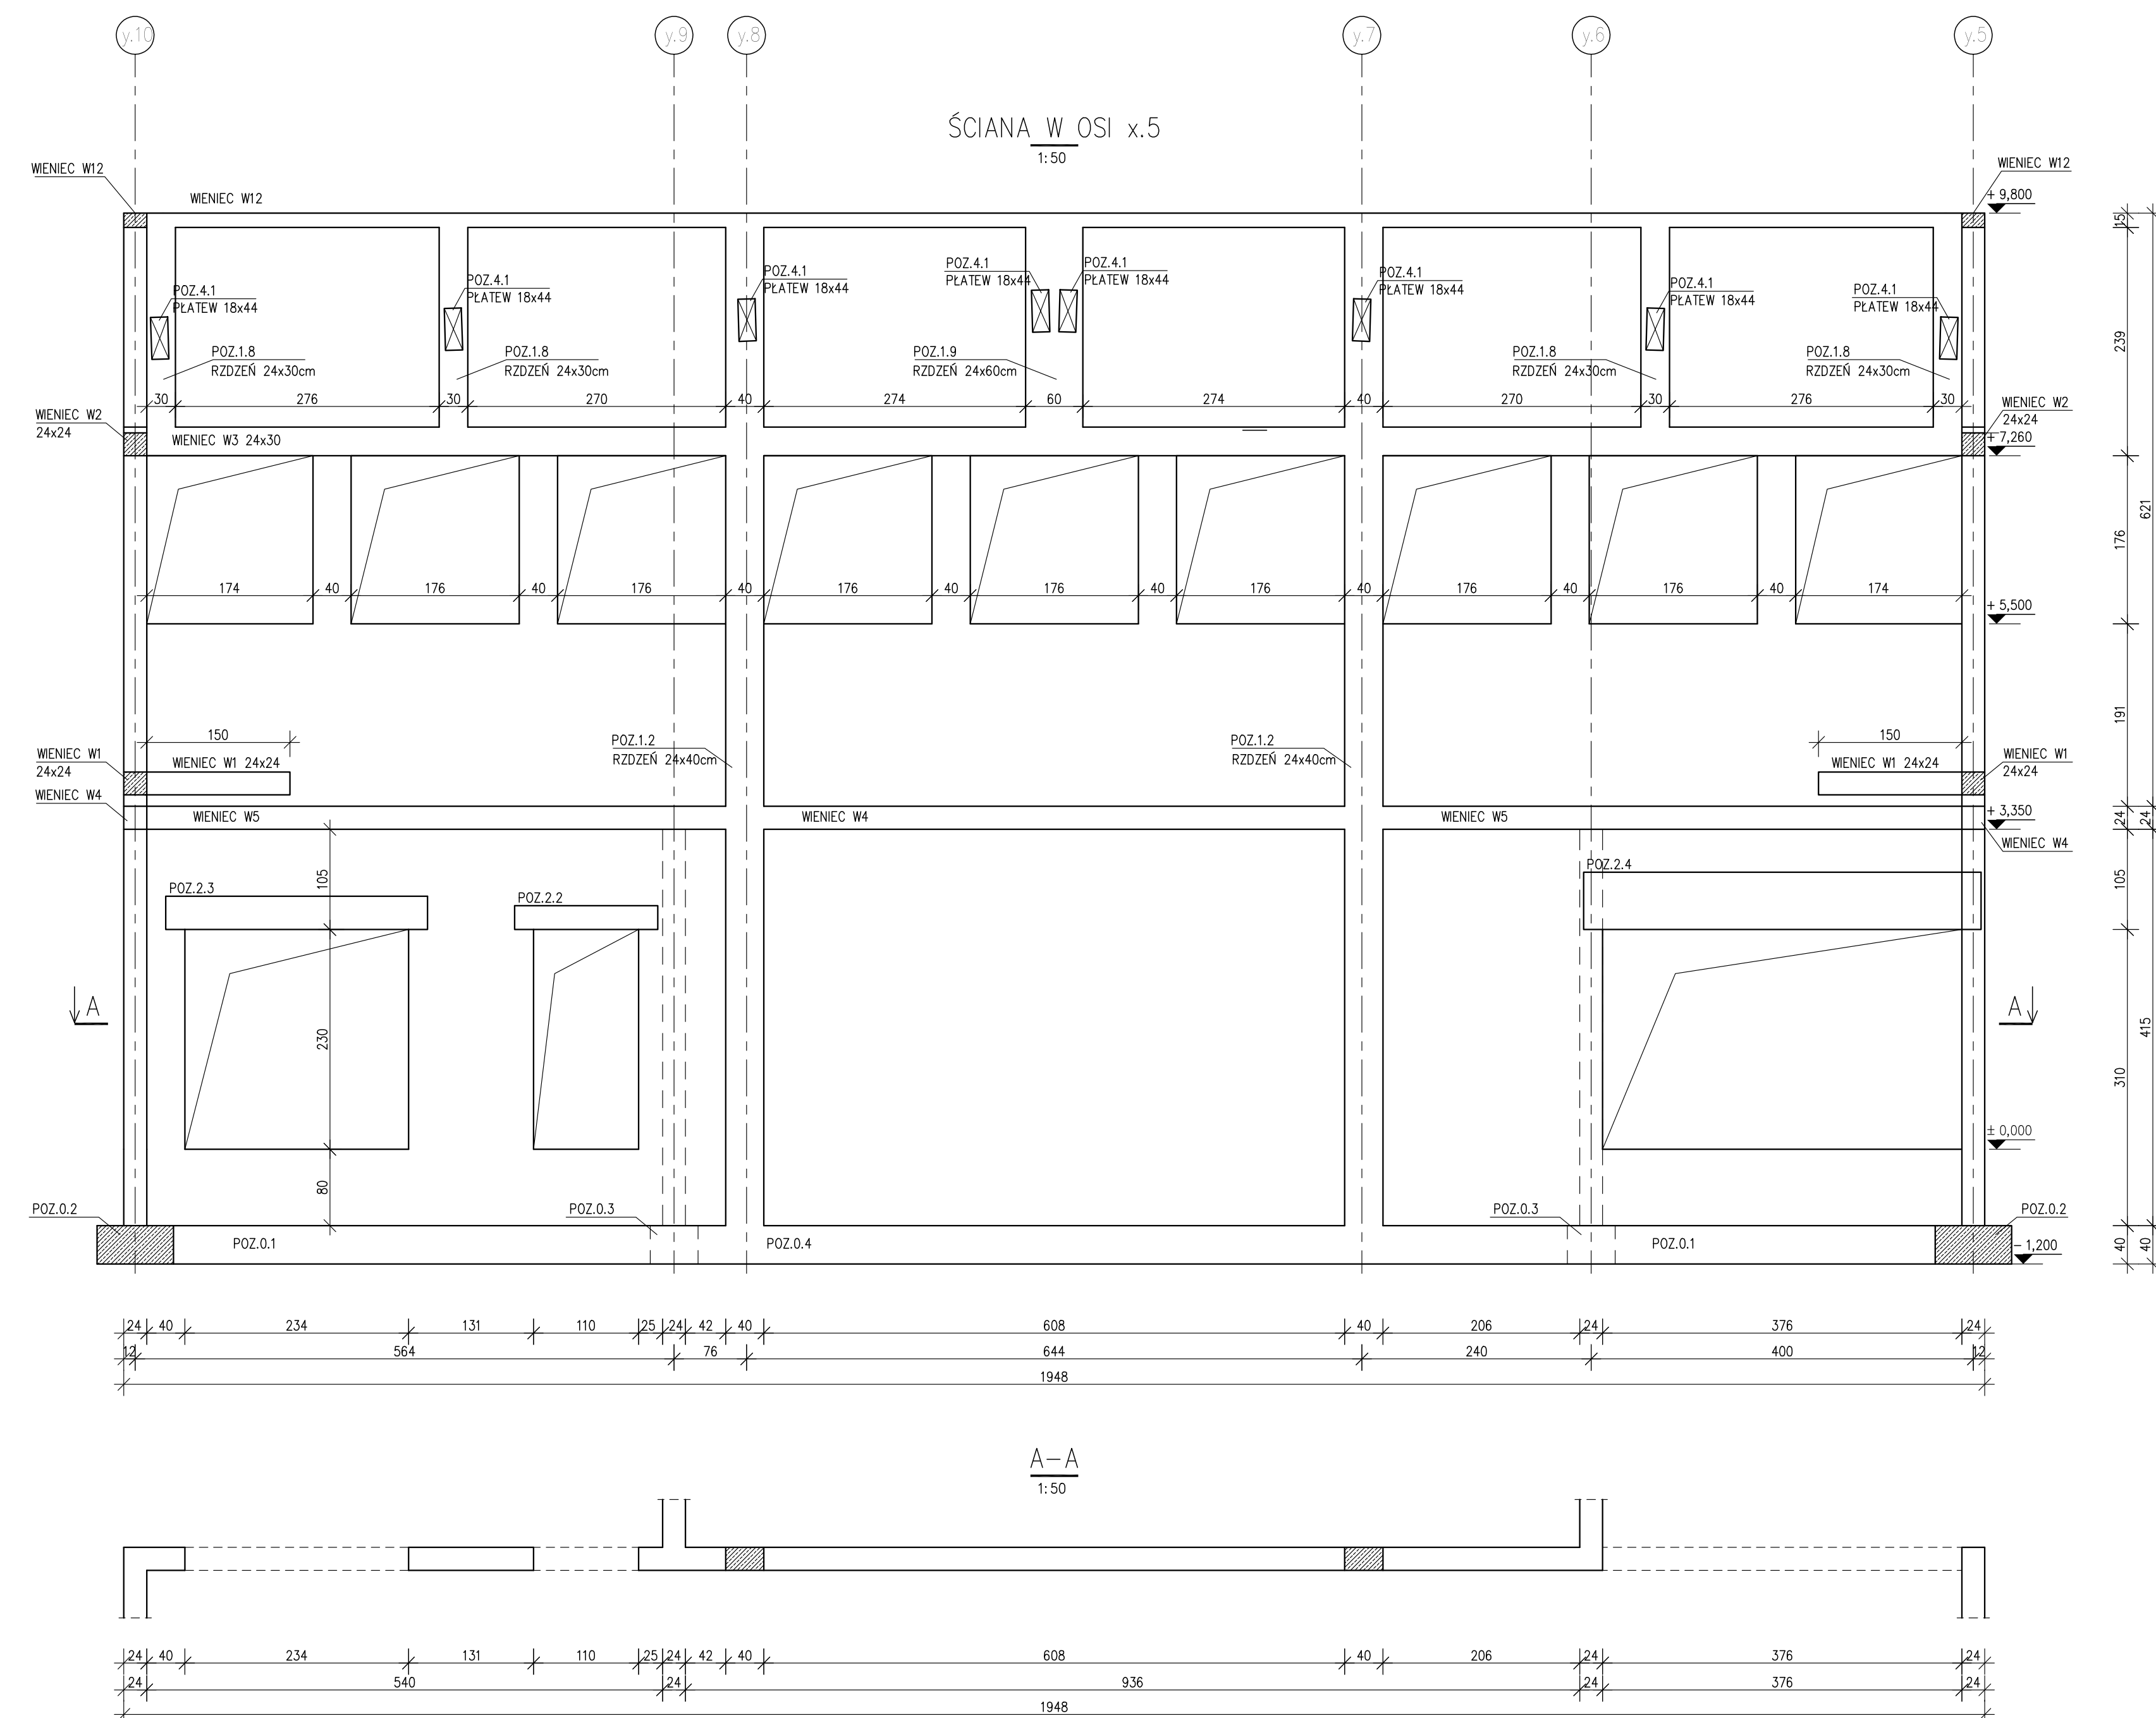 y.10
y.9
y.8
y.7
y.6
y.5
ŚCIANA W OSI x.5
1:50
WIENIEC W12
WIENIEC W12
WIENIEC W12
+ 9,800
POZ.4.1
PŁATEW 18x44
POZ.4.1
PŁATEW 18x44
POZ.4.1
PŁATEW 18x44
POZ.4.1
PŁATEW 18x44
POZ.4.1
PŁATEW 18x44
POZ.4.1
PŁATEW 18x44
POZ.4.1
PŁATEW 18x44
POZ.4.1
PŁATEW 18x44
POZ.1.8
RZDZEŃ 24x30cm
POZ.1.8
RZDZEŃ 24x30cm
POZ.1.9
RZDZEŃ 24x60cm
POZ.1.8
RZDZEŃ 24x30cm
POZ.1.8
RZDZEŃ 24x30cm
30 276 30 270 40 274 60 274 40 270 30 276 30
WIENIEC W2
24x24
WIENIEC W3 24x30
WIENIEC W2
24x24
+ 7,260
174 40 176 40 176 40 176 40 176 40 176 40 176 40 176 40 174
+ 5,500
150
150
WIENIEC W1
24x24
WIENIEC W1 24x24
POZ.1.2
RZDZEŃ 24x40cm
POZ.1.2
RZDZEŃ 24x40cm
WIENIEC W1 24x24
WIENIEC W1
24x24
WIENIEC W4
WIENIEC W5
WIENIEC W4
WIENIEC W5
+ 3,350
WIENIEC W4
POZ.2.3
POZ.2.2
POZ.2.4
105
230
80
A
A
± 0,000
POZ.0.2
POZ.0.3
POZ.0.3
POZ.0.2
POZ.0.1
POZ.0.4
POZ.0.1
- 1,200
15
239
176
191
24
105
310
40
621
24
415
40
24 40 234 131 110 25 24 42 40 608 40 206 24 376 24
12 564 76 644 240 400 12
1948
A-A
1:50
24 40 234 131 110 25 24 42 40 608 40 206 24 376 24
24 540 24 936 24 376 24
1948